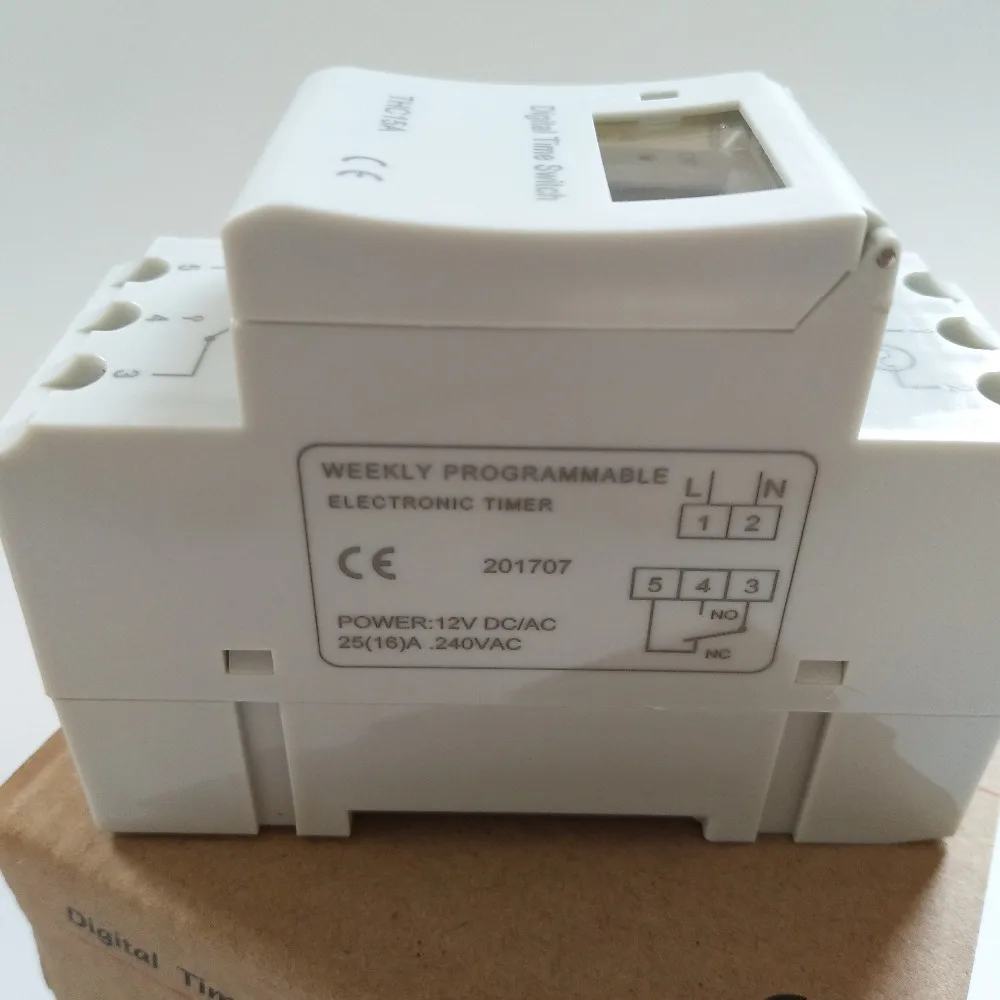 THC15A
CE
Digital Time Switch
5
4
3
2
WEEKLY PROGRAMMABLE
ELECTRONIC TIMER
L N
1 2
CE 201707
5 4 3
NO
POWER:12V DC/AC
25(16)A .240VAC
NC
Digital